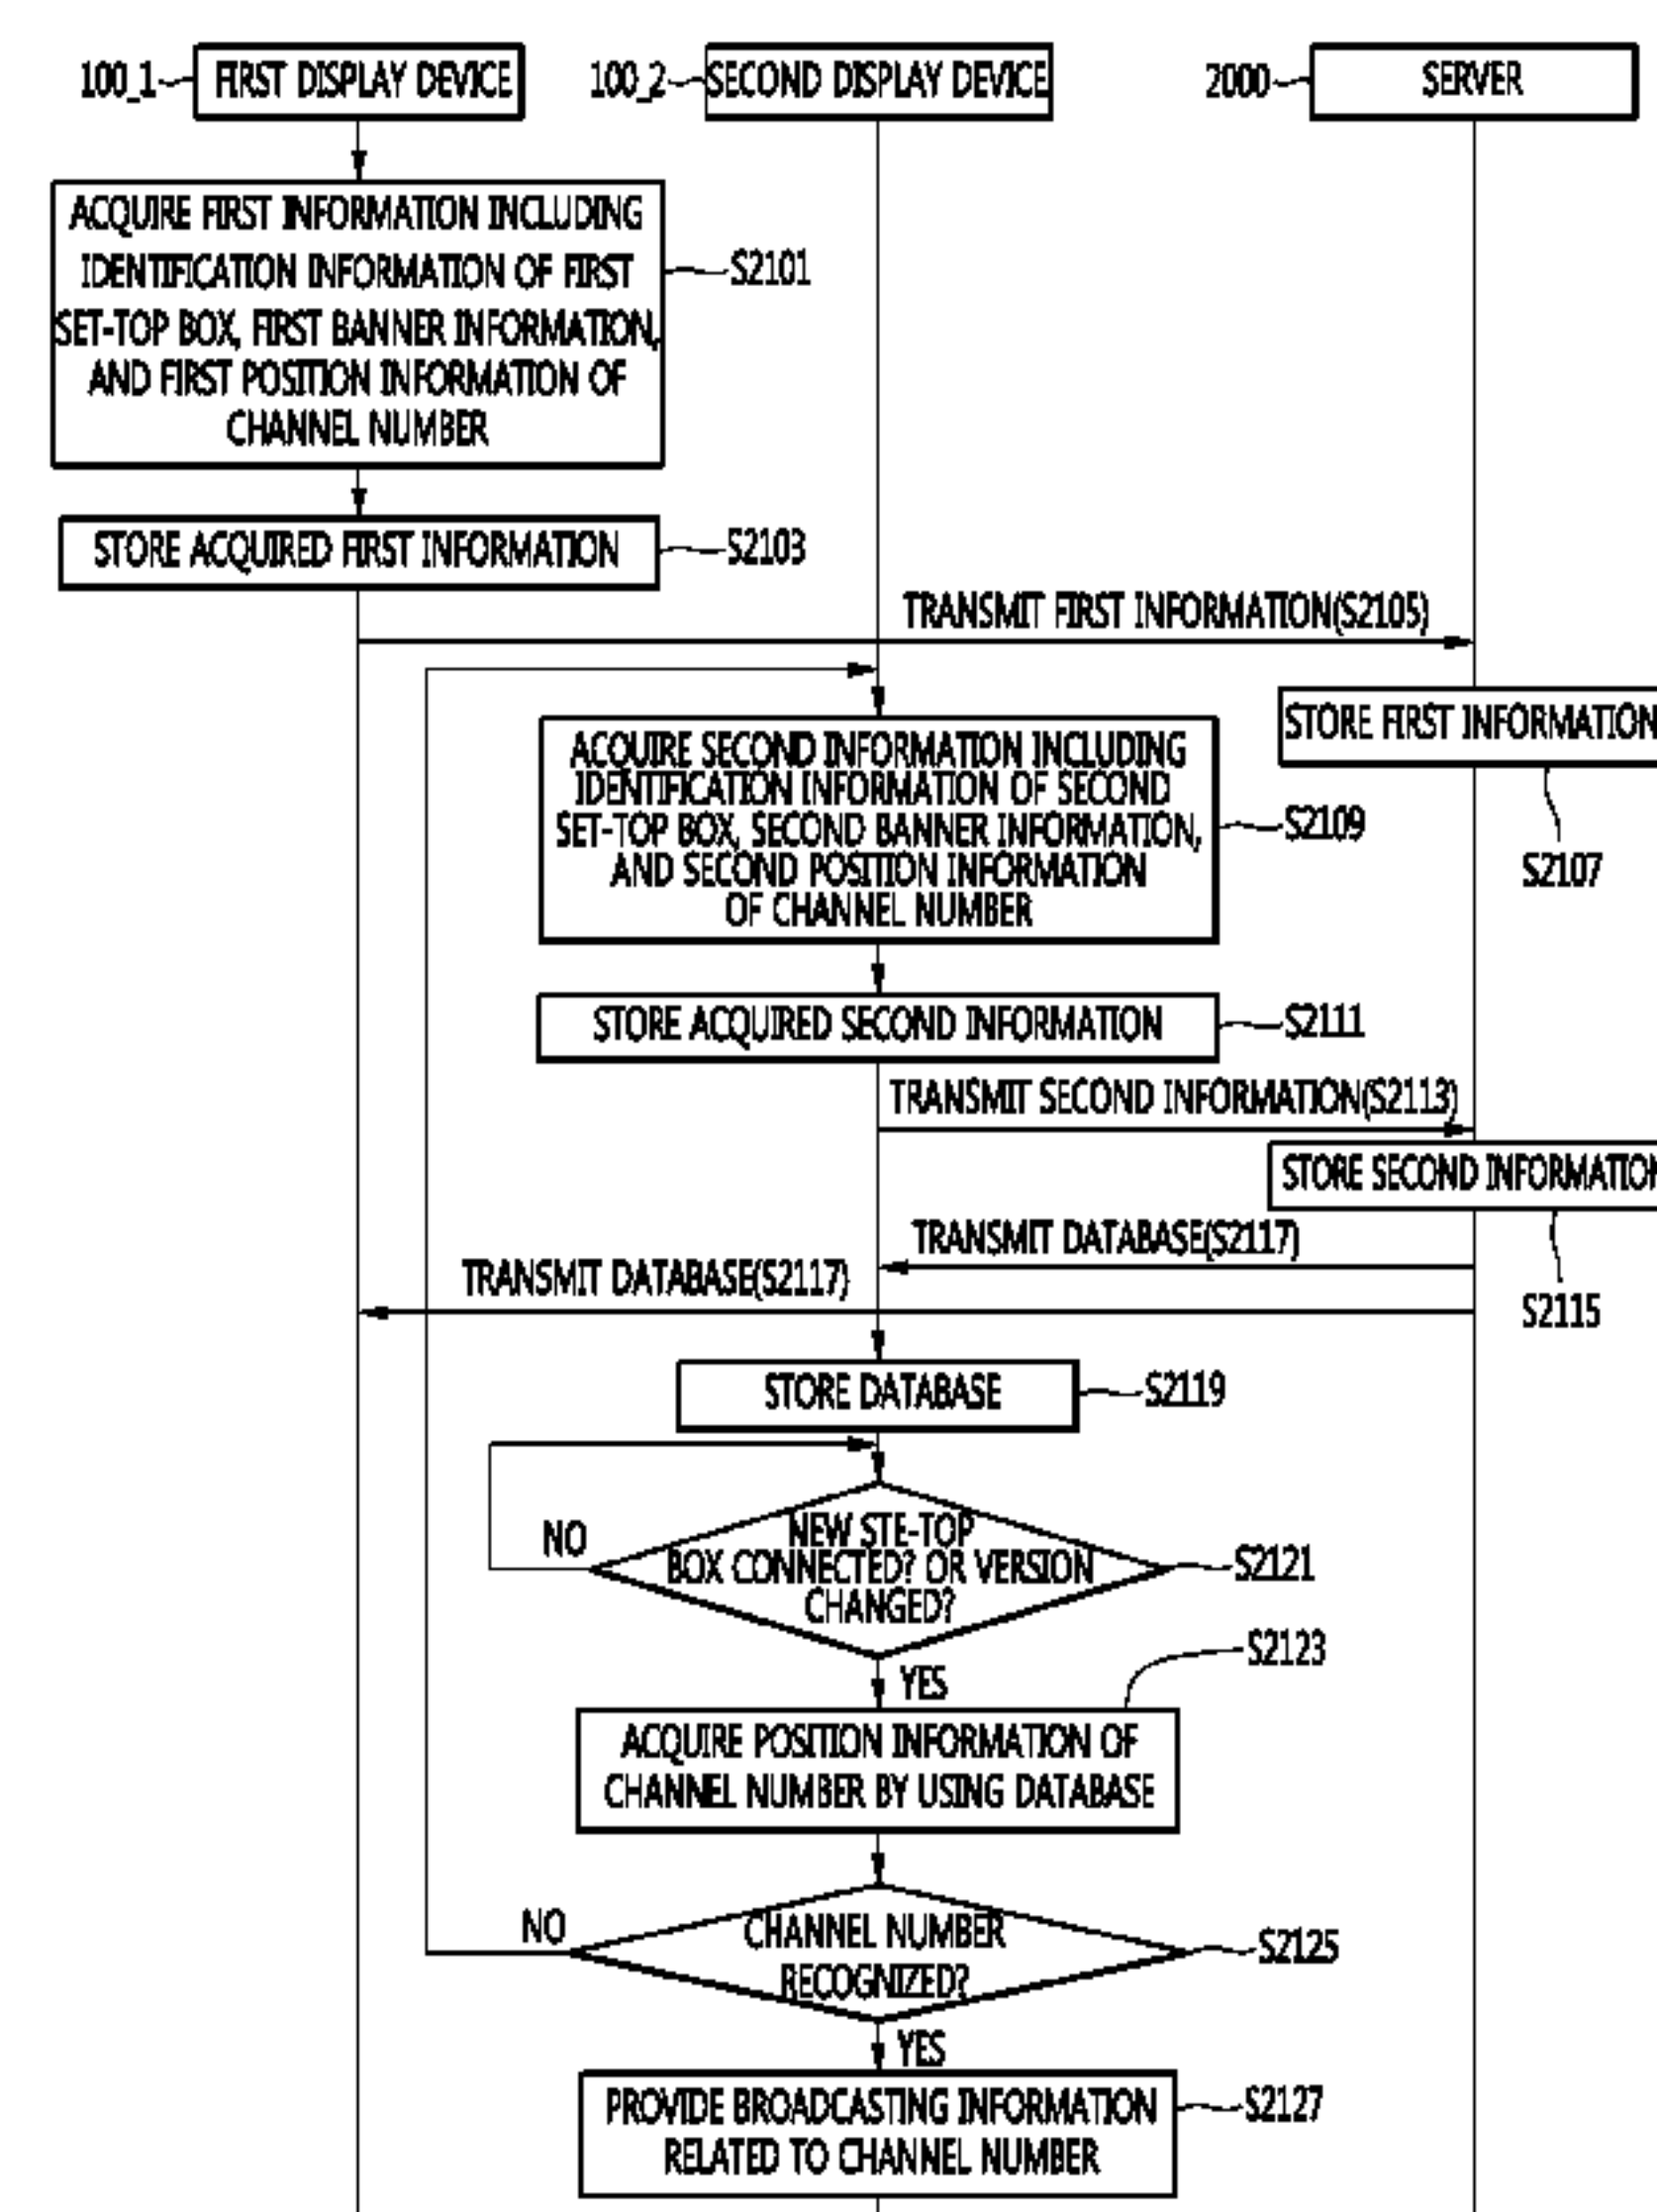 100_1
FIRST DISPLAY DEVICE
100_2
SECOND DISPLAY DEVICE
2000
SERVER
ACQUIRE FIRST INFORMATION INCLUDING
IDENTIFICATION INFORMATION OF FIRST
SET-TOP BOX, FIRST BANNER INFORMATION,
AND FIRST POSITION INFORMATION OF
CHANNEL NUMBER
S2101
STORE ACQUIRED FIRST INFORMATION
S2103
TRANSMIT FIRST INFORMATION(S2105)
STORE FIRST INFORMATION
S2107
ACQUIRE SECOND INFORMATION INCLUDING
IDENTIFICATION INFORMATION OF SECOND
SET-TOP BOX, SECOND BANNER INFORMATION,
AND SECOND POSITION INFORMATION
OF CHANNEL NUMBER
S2109
STORE ACQUIRED SECOND INFORMATION
S2111
TRANSMIT SECOND INFORMATION(S2113)
STORE SECOND INFORMATION
S2115
TRANSMIT DATABASE(S2117)
TRANSMIT DATABASE(S2117)
STORE DATABASE
S2119
NEW STE-TOP
BOX CONNECTED? OR VERSION
CHANGED?
NO
S2121
YES
S2123
ACQUIRE POSITION INFORMATION OF
CHANNEL NUMBER BY USING DATABASE
CHANNEL NUMBER
RECOGNIZED?
NO
S2125
YES
PROVIDE BROADCASTING INFORMATION
RELATED TO CHANNEL NUMBER
S2127